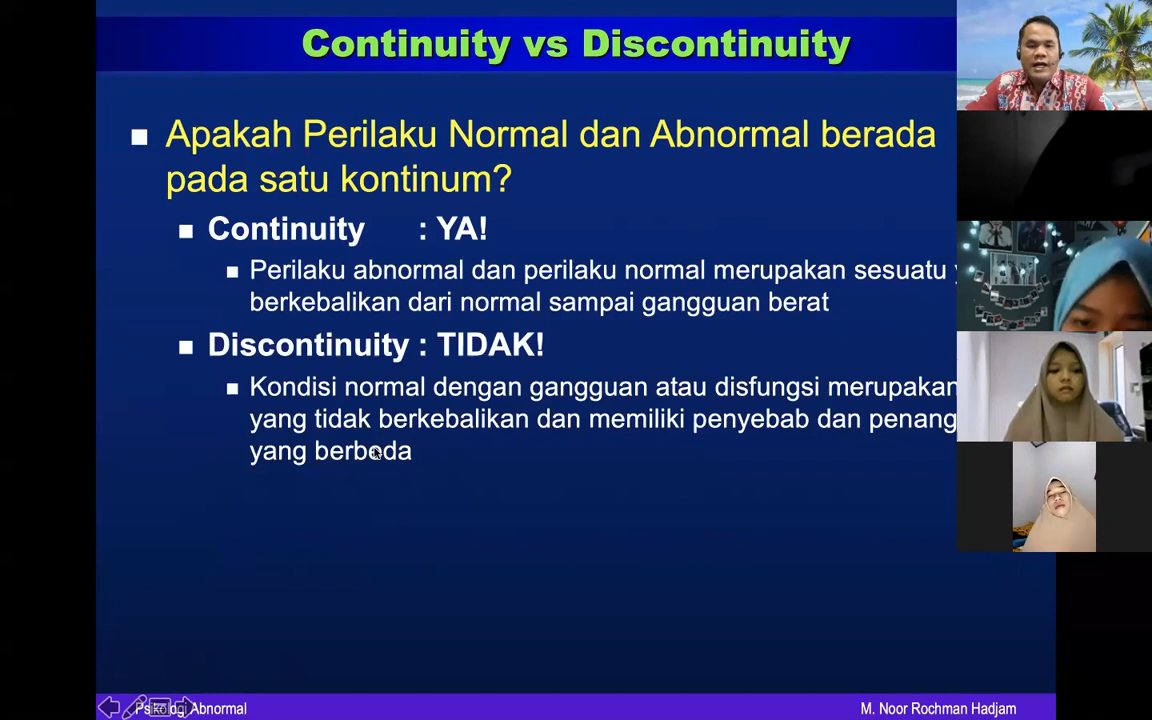 Continuity vs Discontinuity
Apakah Perilaku Normal dan Abnormal berada
pada satu kontinum?
Continuity : YA!
Perilaku abnormal dan perilaku normal merupakan sesuatu
berkebalikan dari normal sampai gangguan berat
Discontinuity : TIDAK!
Kondisi normal dengan gangguan atau disfungsi merupakan
yang tidak berkebalikan dan memiliki penyebab dan penang
yang berbeda
Psikologi Abnormal
M. Noor Rochman Hadjam